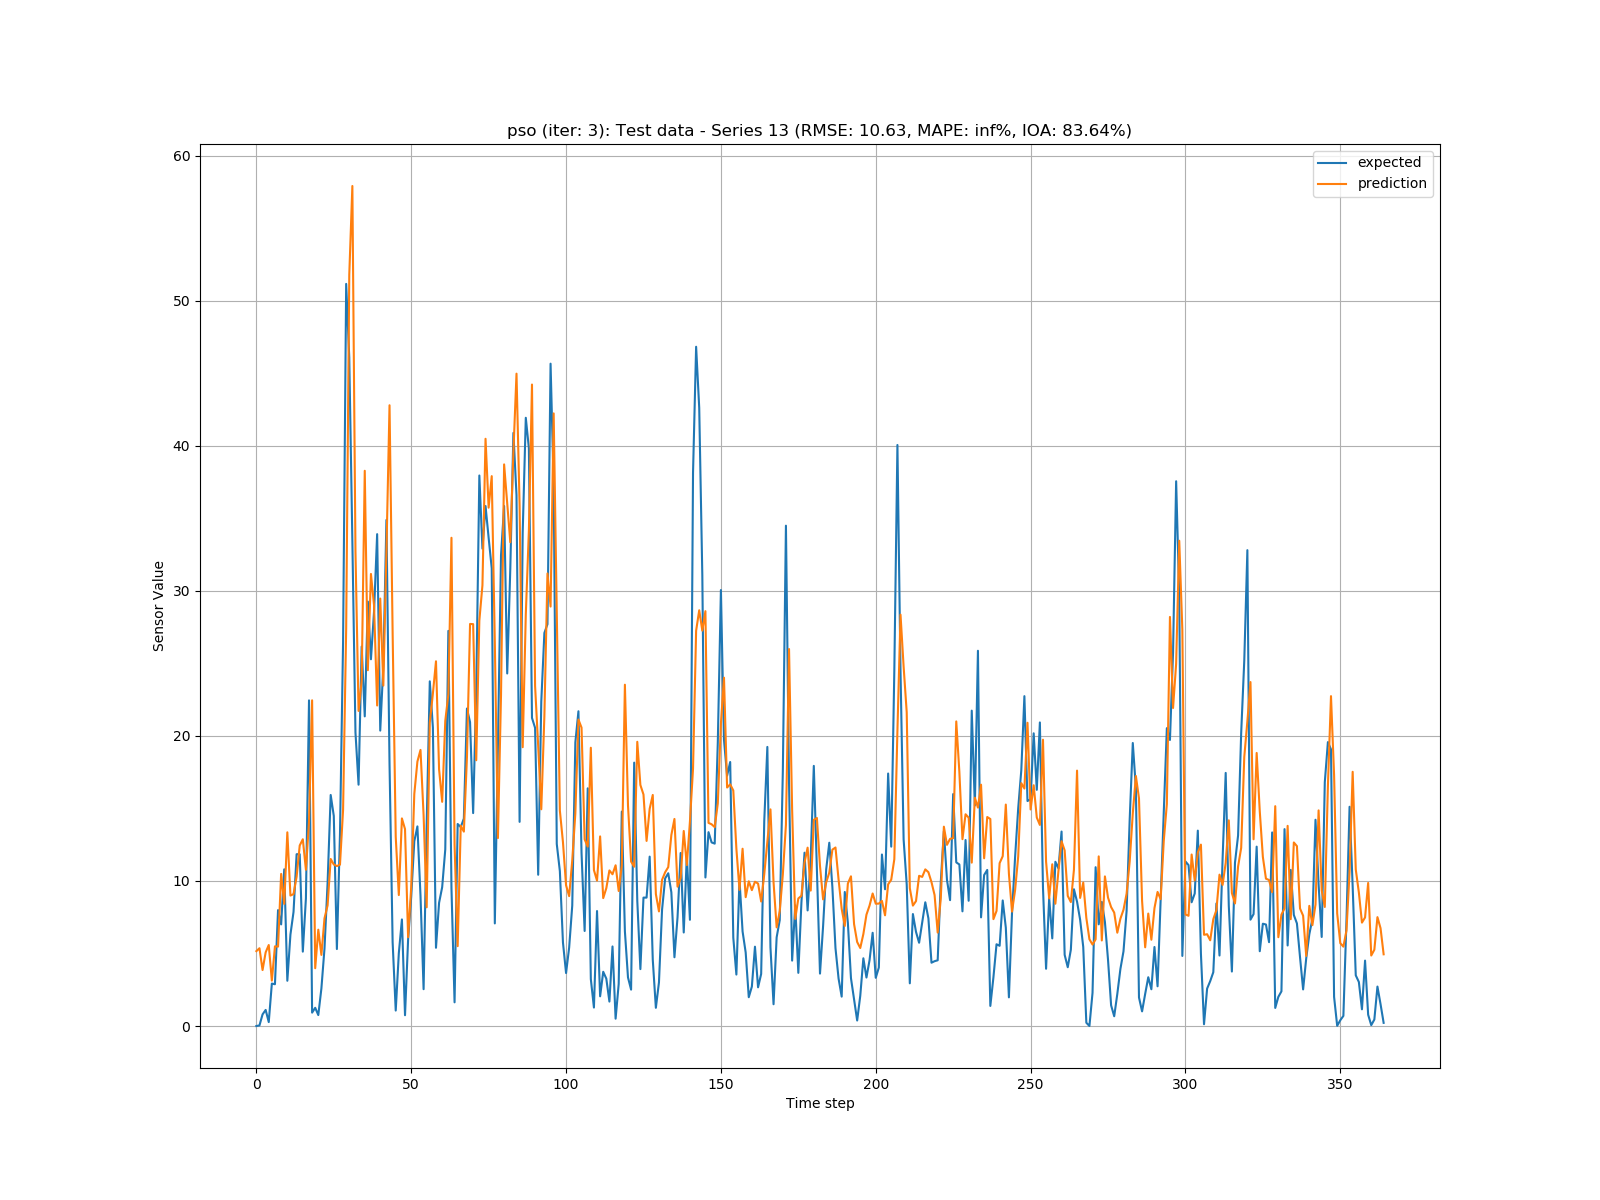 pso (iter: 3): Test data - Series 13 (RMSE: 10.63, MAPE: inf%, IOA: 83.64%)
expected
prediction
60
50
40
30
20
10
0
Sensor Value
0 50 100 150 200 250 300 350
Time step